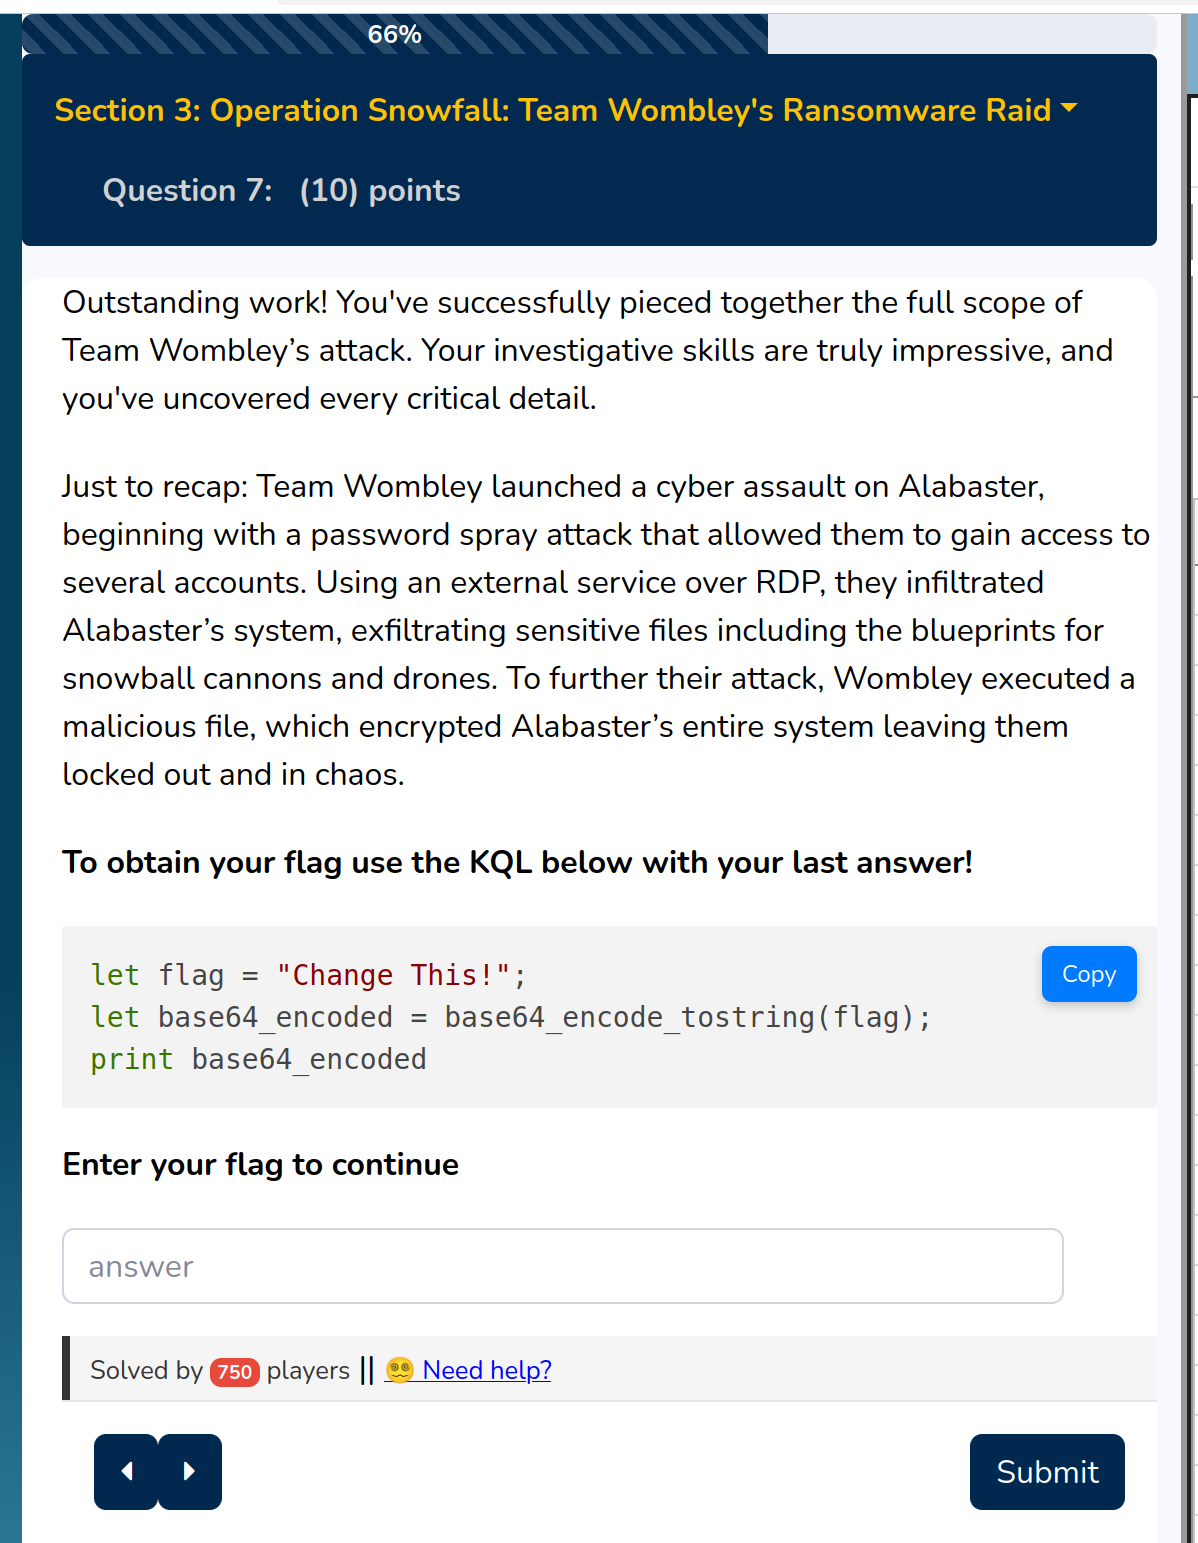 66%
Section 3: Operation Snowfall: Team Wombley's Ransomware Raid
Question 7: (10) points
Outstanding work! You've successfully pieced together the full scope of
Team Wombley’s attack. Your investigative skills are truly impressive, and
you've uncovered every critical detail.
Just to recap: Team Wombley launched a cyber assault on Alabaster,
beginning with a password spray attack that allowed them to gain access to
several accounts. Using an external service over RDP, they infiltrated
Alabaster’s system, exfiltrating sensitive files including the blueprints for
snowball cannons and drones. To further their attack, Wombley executed a
malicious file, which encrypted Alabaster’s entire system leaving them
locked out and in chaos.
To obtain your flag use the KQL below with your last answer!
let flag = "Change This!";
Copy
let base64_encoded = base64_encode_tostring(flag);
print base64_encoded
Enter your flag to continue
answer
Solved by 750 players || 😵‍💫 Need help?
Submit